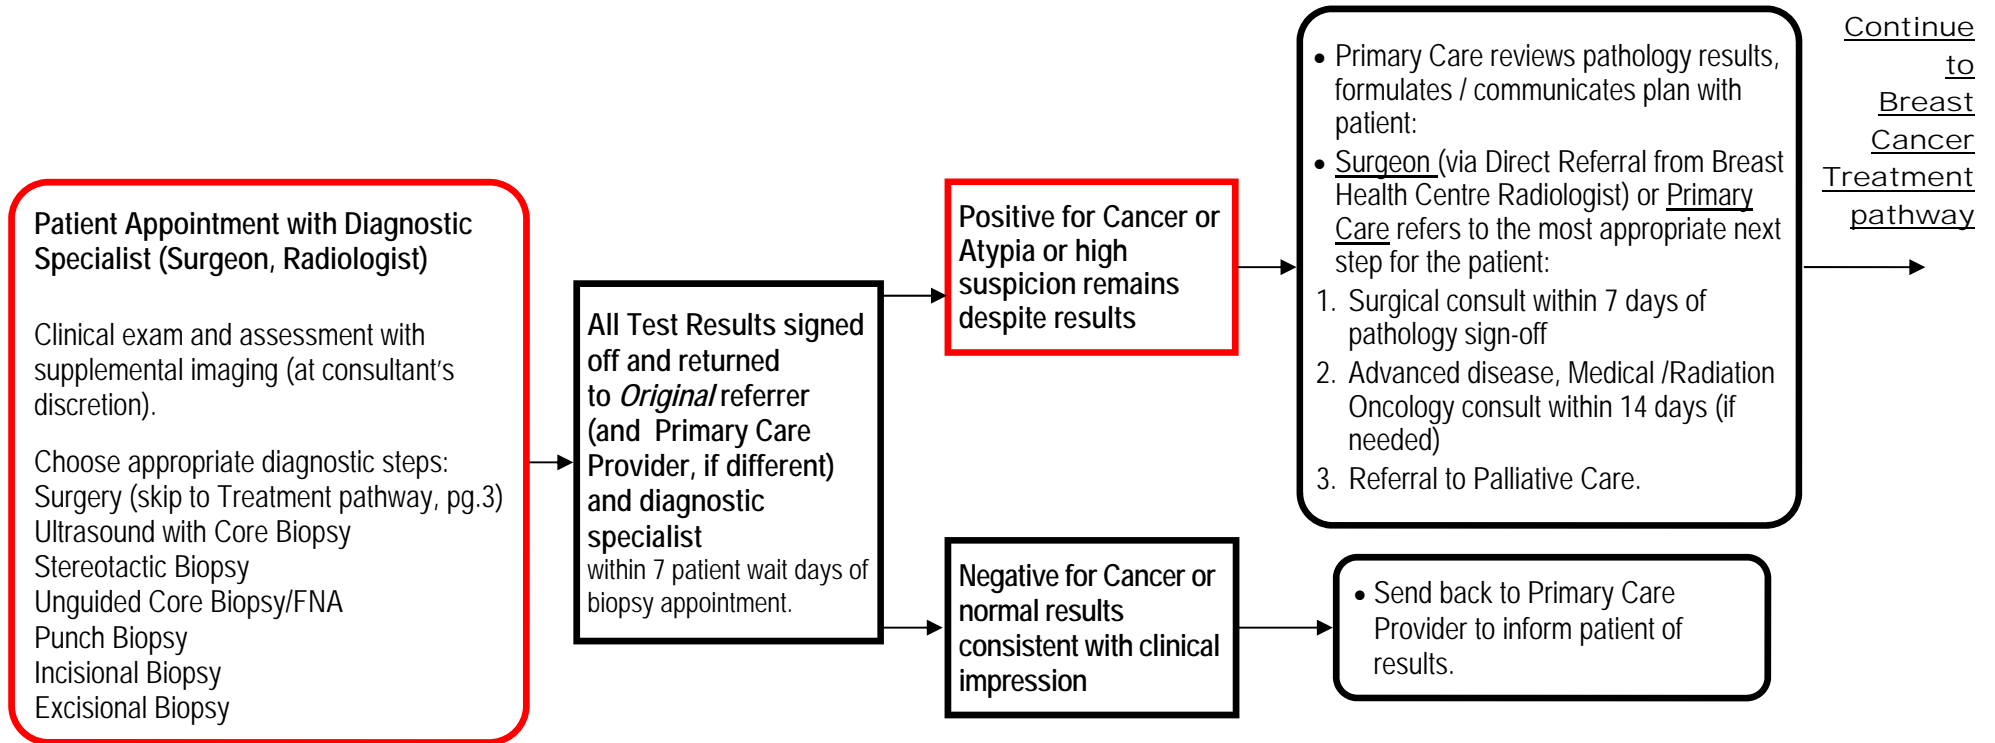 Patient Appointment with Diagnostic
Specialist (Surgeon, Radiologist)
Clinical exam and assessment with
supplemental imaging (at consultant's
discretion).
Choose appropriate diagnostic steps:
Surgery (skip to Treatment pathway, pg.3)
Ultrasound with Core Biopsy
Stereotactic Biopsy
Unguided Core Biopsy/FNA
Punch Biopsy
Incisional Biopsy
Excisional Biopsy
All Test Results signed
off and returned
to Original referrer
(and Primary Care
Provider, if different)
and diagnostic
specialist
within 7 patient wait days of
biopsy appointment.
Positive for Cancer or
Atypia or high
suspicion remains
despite results
• Primary Care reviews pathology results,
formulates / communicates plan with
patient:
• Surgeon (via Direct Referral from Breast
Health Centre Radiologist) or Primary
Care refers to the most appropriate next
step for the patient:
1. Surgical consult within 7 days of
pathology sign-off
2. Advanced disease, Medical /Radiation
Oncology consult within 14 days (if
needed)
3. Referral to Palliative Care.
Continue
to
Breast
Cancer
Treatment
pathway
Negative for Cancer or
normal results
consistent with clinical
impression
• Send back to Primary Care
Provider to inform patient of
results.